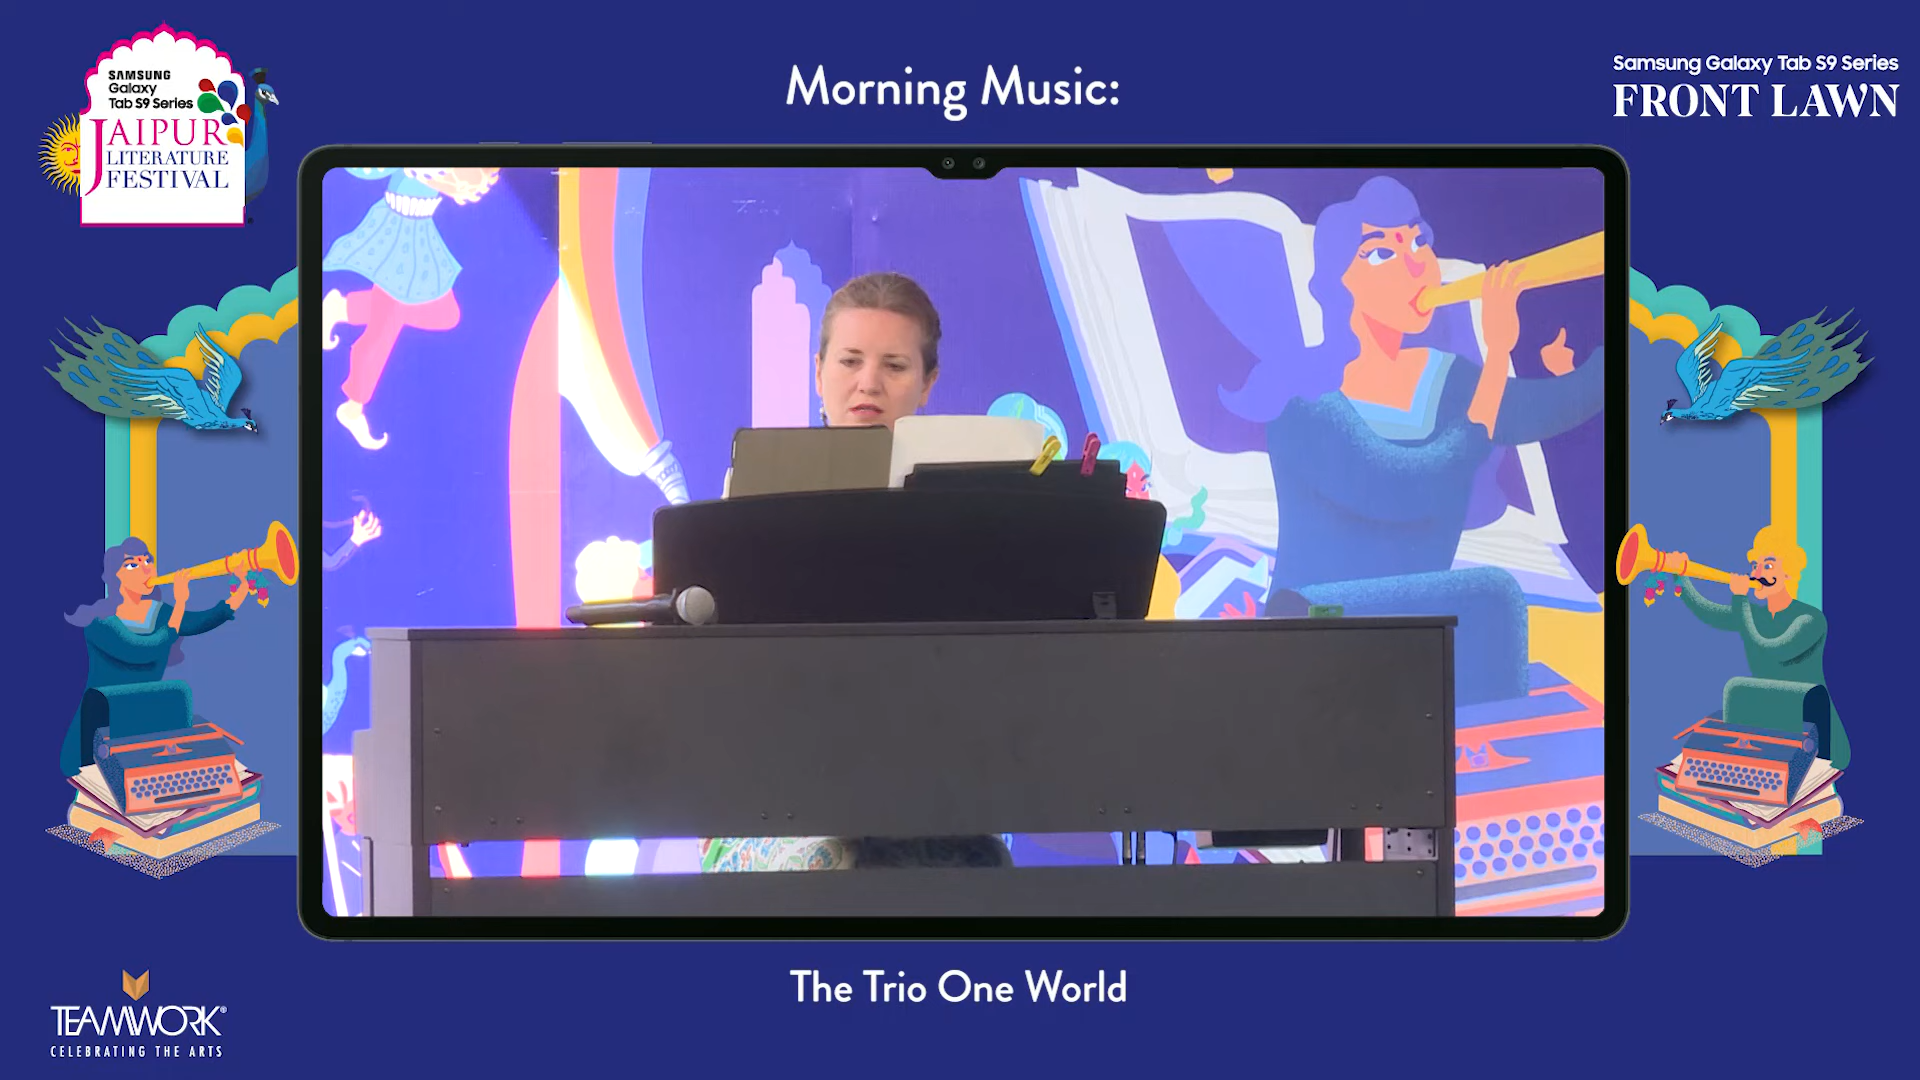 SAMSUNG
Galaxy
Tab S9 Series
JAIPUR
LITERATURE
FESTIVAL
Morning Music:
Samsung Galaxy Tab S9 Series
FRONT LAWN
The Trio One World
TEAMWORK®
CELEBRATING THE ARTS